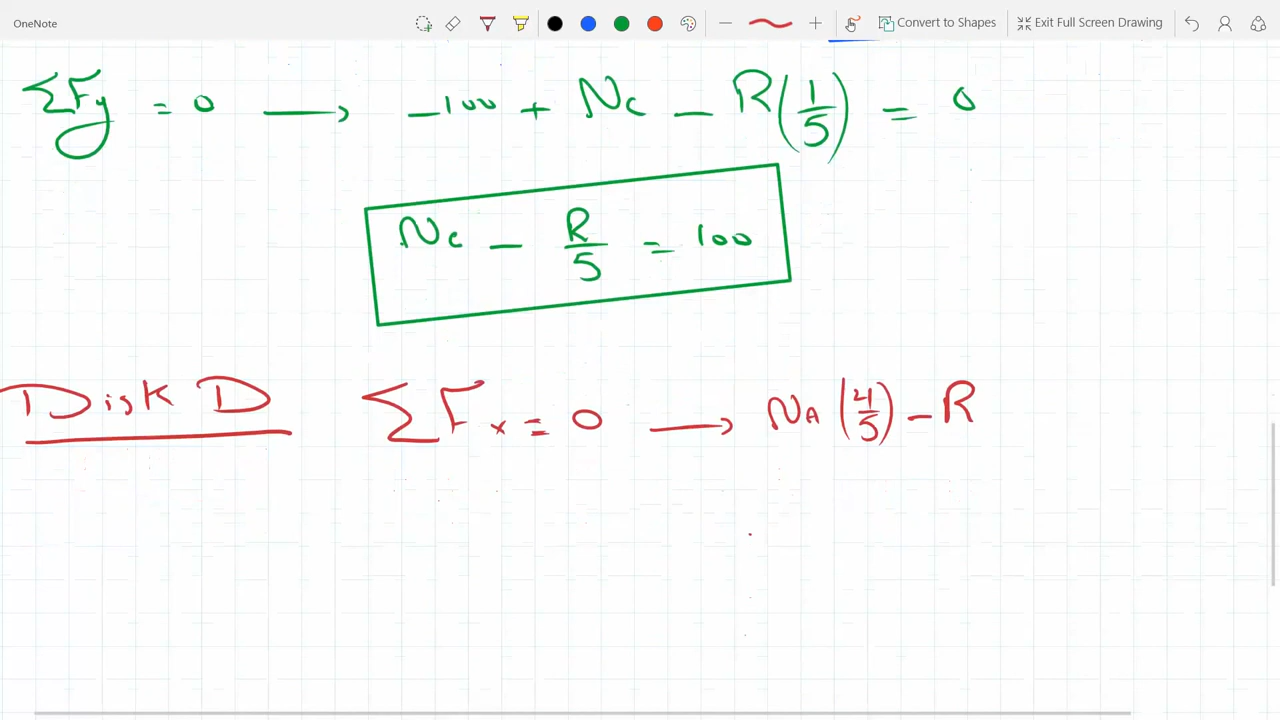 OneNote Convert to Shapes Exit Full Screen Drawing
ΣFy = 0 → -100 + Nc - R(1/5) = 0
Nc - R/5 = 100
Disk D ΣFx = 0 → NA(4/5) - R